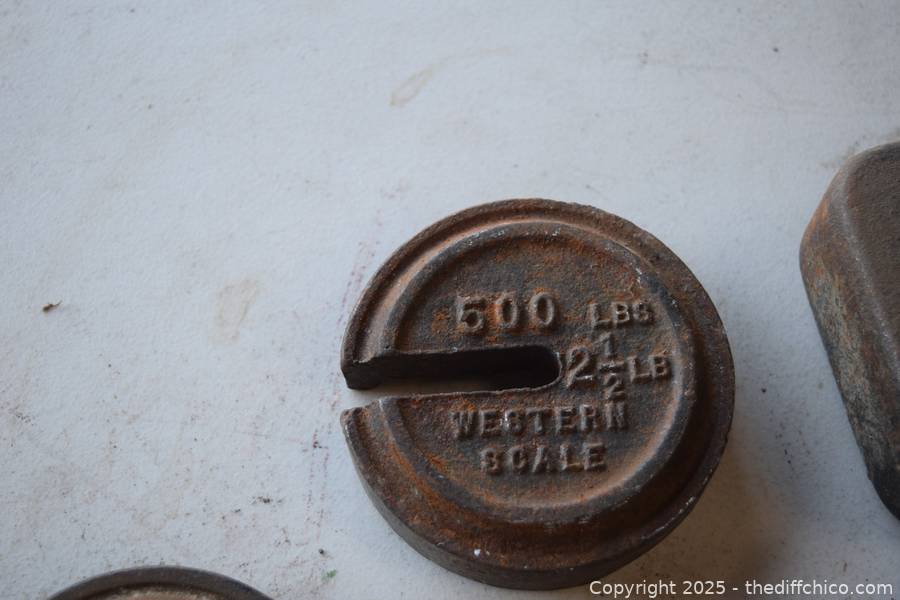 500 LBS
2 1/2 LB
WESTERN
SCALE
Copyright 2025 - thediffchico.com